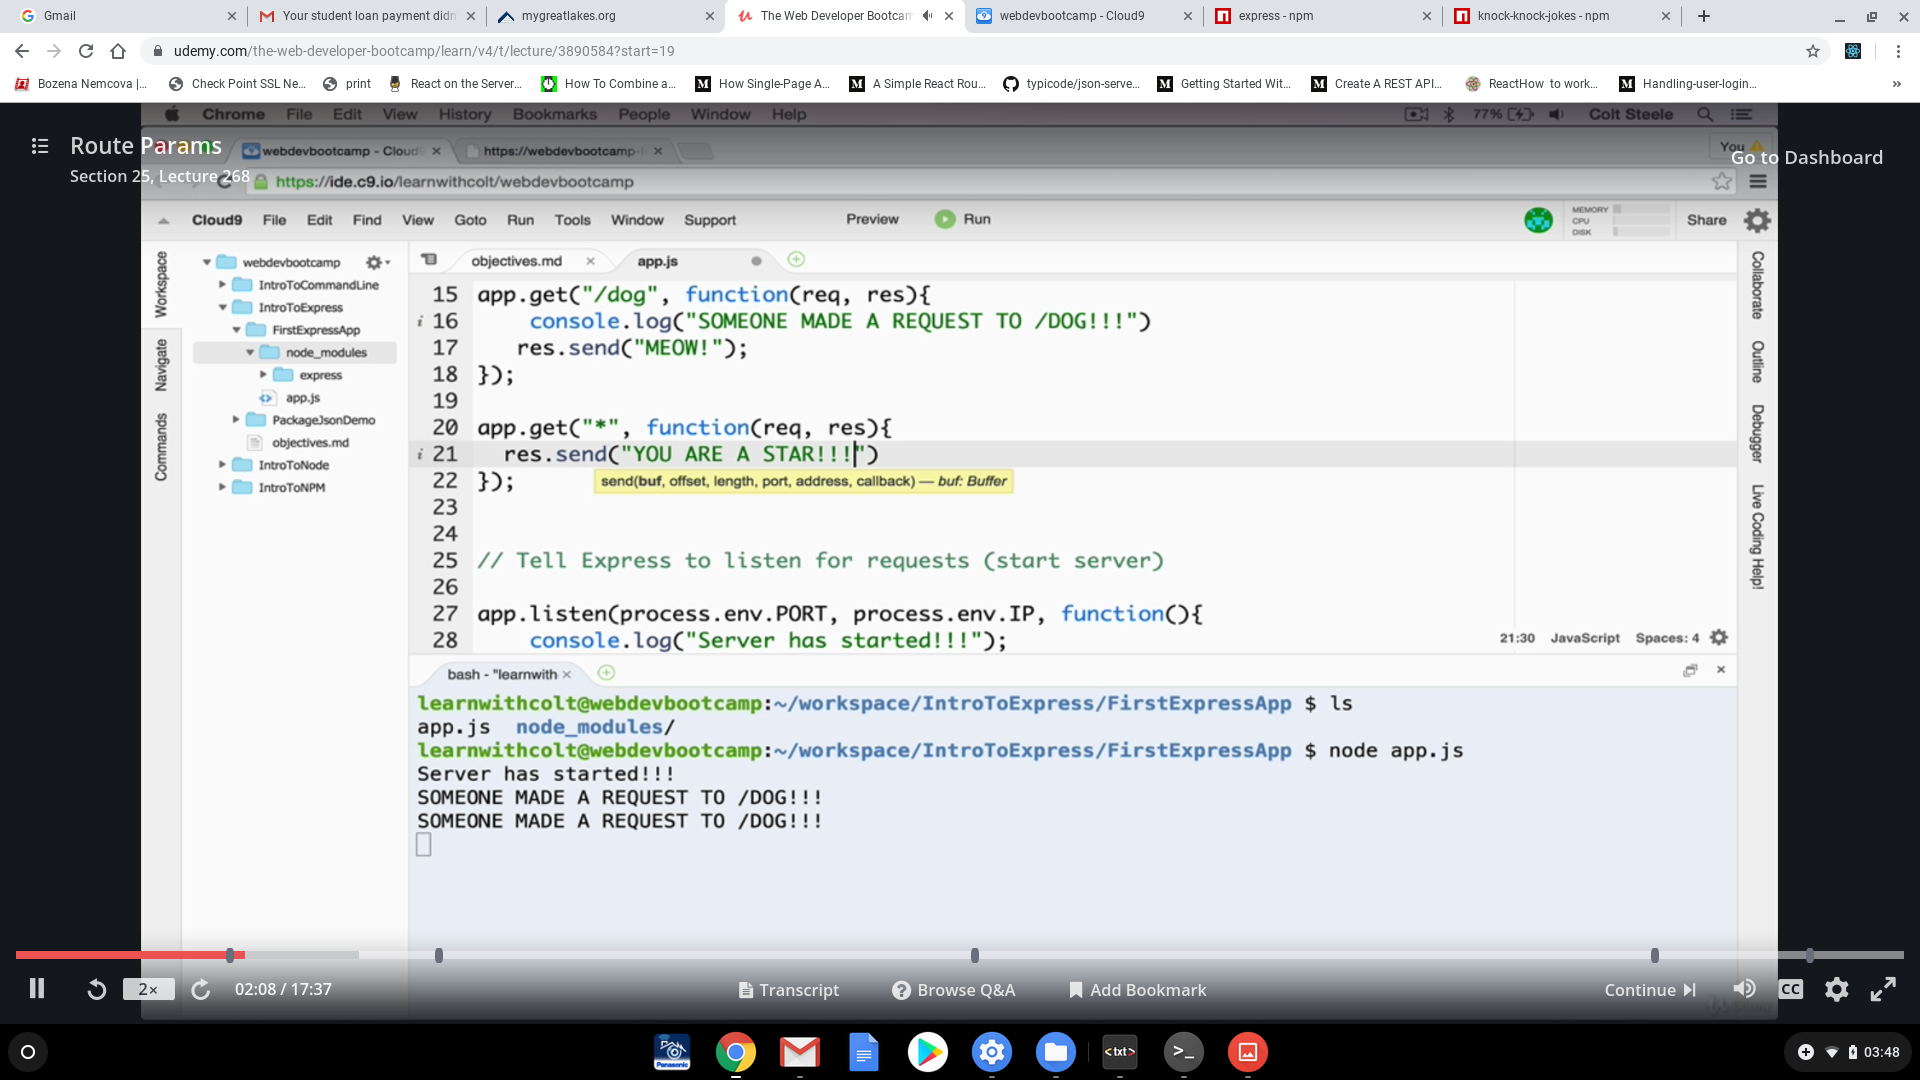 Gmail
Your student loan payment didn
mygreatlakes.org
The Web Developer Bootcam
webdevbootcamp - Cloud9
express - npm
knock-knock-jokes - npm
udemy.com/the-web-developer-bootcamp/learn/v4/t/lecture/3890584?start=19
Bozena Nemcova |...
Check Point SSL Ne...
print
React on the Server...
How To Combine a...
How Single-Page A...
A Simple React Rou...
typicode/json-serve...
Getting Started Wit...
Create A REST API...
ReactHow to work...
Handling-user-login...
»
Chrome File Edit View History Bookmarks People Window Help
77%
Colt Steele
Route Params
webdevbootcamp - Cloud9
https://webdevbootcamp-
You
Go to Dashboard
Section 25, Lecture 268
https://ide.c9.io/learnwithcolt/webdevbootcamp
Cloud9 File Edit Find View Goto Run Tools Window Support
Preview
Run
MEMORY
CPU
DISK
Share
Workspace
Navigate
Commands
webdevbootcamp
IntroToCommandLine
IntroToExpress
FirstExpressApp
node_modules
express
app.js
PackageJsonDemo
objectives.md
IntroToNode
IntroToNPM
objectives.md
app.js
15 app.get("/dog", function(req, res){
i 16 console.log("SOMEONE MADE A REQUEST TO /DOG!!!")
17 res.send("MEOW!");
18 });
19
20 app.get("*", function(req, res){
i 21 res.send("YOU ARE A STAR!!!")
22 });
send(buf, offset, length, port, address, callback) — buf: Buffer
23
24
25 // Tell Express to listen for requests (start server)
26
27 app.listen(process.env.PORT, process.env.IP, function(){
28 console.log("Server has started!!!");
21:30 JavaScript Spaces: 4
Collaborate
Outline
Debugger
Live Coding Help!
bash - "learnwith
learnwithcolt@webdevbootcamp:~/workspace/IntroToExpress/FirstExpressApp $ ls
app.js node_modules/
learnwithcolt@webdevbootcamp:~/workspace/IntroToExpress/FirstExpressApp $ node app.js
Server has started!!!
SOMEONE MADE A REQUEST TO /DOG!!!
SOMEONE MADE A REQUEST TO /DOG!!!
2×
02:08 / 17:37
Transcript
Browse Q&A
Add Bookmark
Continue
CC
Panasonic
<txt>
>_
03:48